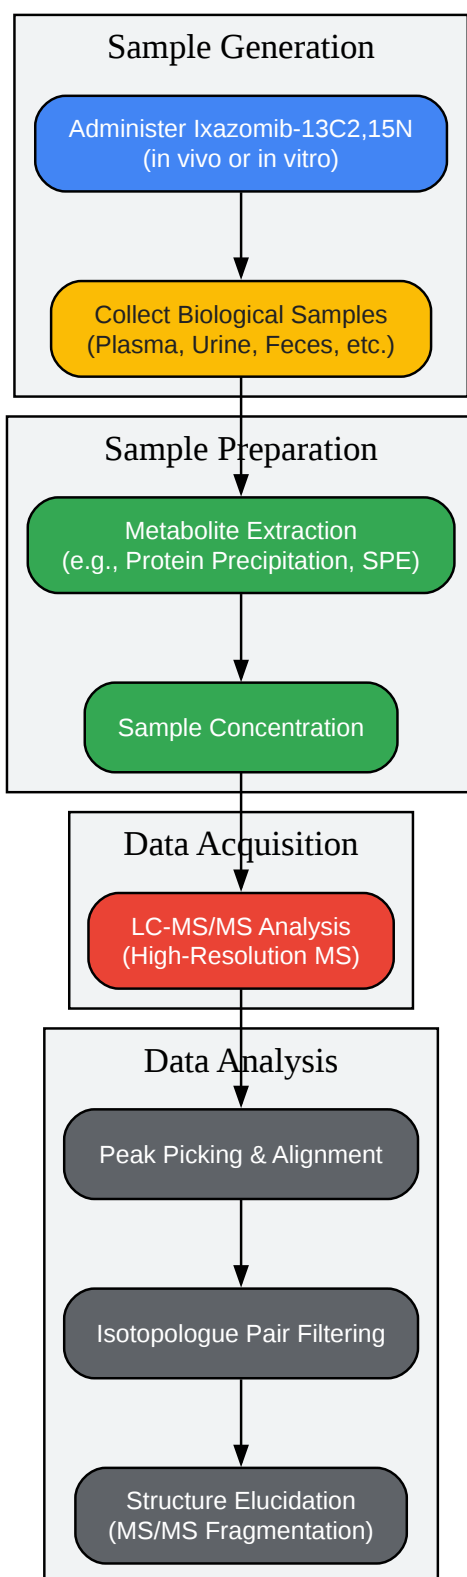 Sample Generation
Administer Ixazomib-13C2,15N
(in vivo or in vitro)
Collect Biological Samples
(Plasma, Urine, Feces, etc.)
Sample Preparation
Metabolite Extraction
(e.g., Protein Precipitation, SPE)
Sample Concentration
Data Acquisition
LC-MS/MS Analysis
(High-Resolution MS)
Data Analysis
Peak Picking & Alignment
Isotopologue Pair Filtering
Structure Elucidation
(MS/MS Fragmentation)